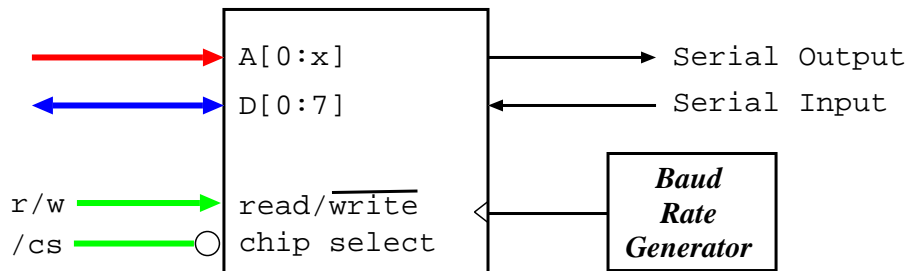 A[0:x] Serial Output
D[0:7] Serial Input
Baud
Rate
Generator
r/w read/write
/cs chip select